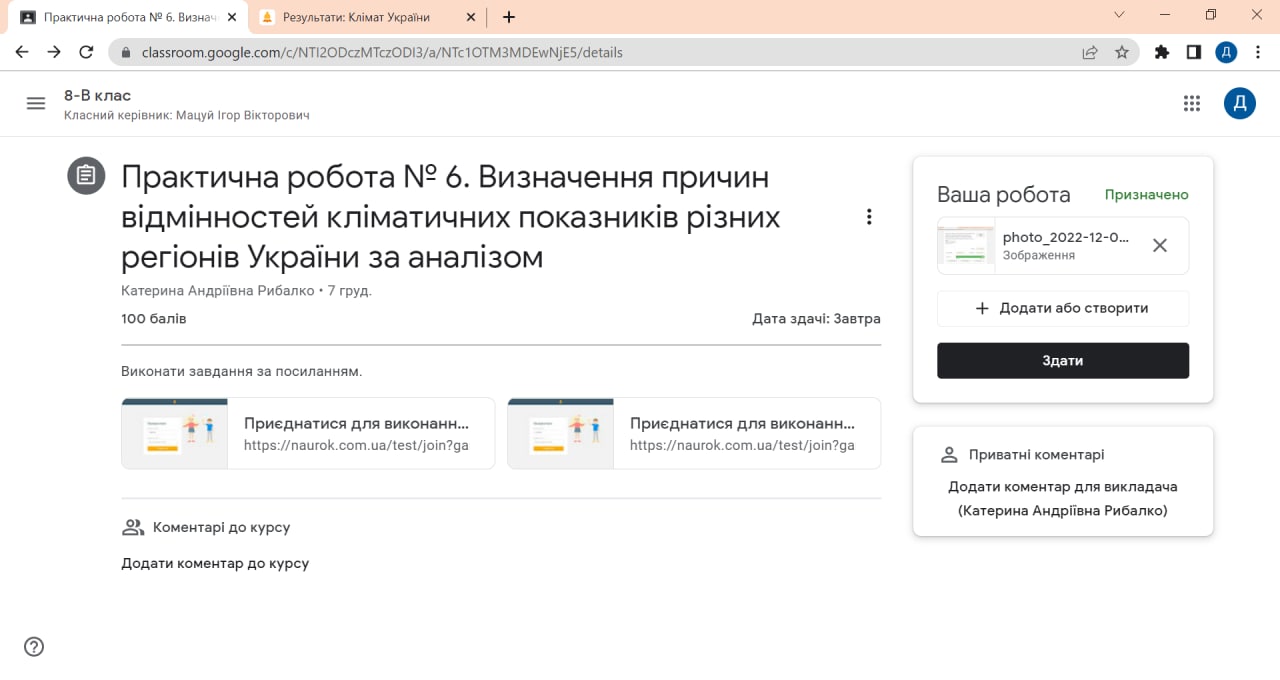 Практична робота № 6. Визнач
Результати: Клімат України
classroom.google.com/c/NTI2ODczMTczODI3/a/NTc1OTM3MDEwNjE5/details
Д
8-В клас
Класний керівник: Мацуй Ігор Вікторович
Д
Практична робота № 6. Визначення причин
відмінностей кліматичних показників різних
регіонів України за аналізом
Катерина Андріївна Рибалко • 7 груд.
100 балів
Дата здачі: Завтра
Виконати завдання за посиланням.
Приєднатися для виконанн...
https://naurok.com.ua/test/join?ga
Приєднатися для виконанн...
https://naurok.com.ua/test/join?ga
Коментарі до курсу
Додати коментар до курсу
Ваша робота
Призначено
photo_2022-12-0...
Зображення
+ Додати або створити
Здати
Приватні коментарі
Додати коментар для викладача
(Катерина Андріївна Рибалко)